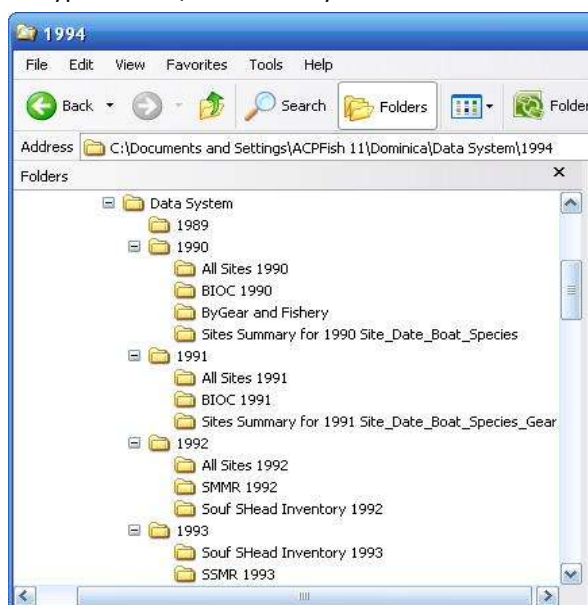 1994
File Edit View Favorites Tools Help
Back Search Folders Folder
Address C:\Documents and Settings\ACPFish 11\Dominica\Data System\1994
Folders
Data System
1989
1990
All Sites 1990
BIOC 1990
ByGear and Fishery
Sites Summary for 1990 Site_Date_Boat_Species
1991
All Sites 1991
BIOC 1991
Sites Summary for 1991 Site_Date_Boat_Species_Gear
1992
All Sites 1992
SMMR 1992
Souf SHead Inventory 1992
1993
Souf SHead Inventory 1993
SSMR 1993